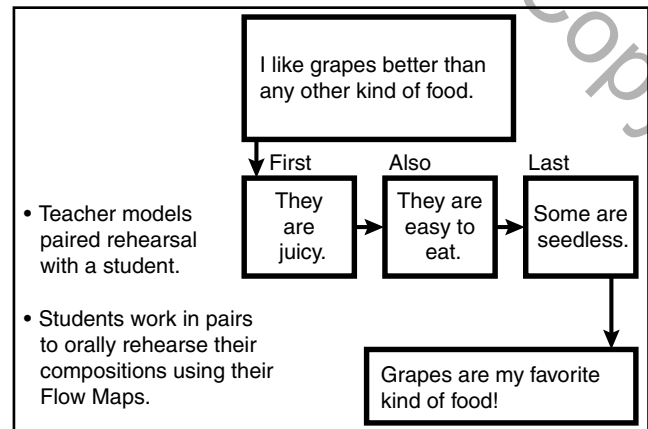 Copy
I like grapes better than
any other kind of food.
First
Also
Last
They
are
juicy.
They are
easy to
eat.
Some are
seedless.
• Teacher models
paired rehearsal
with a student.
• Students work in pairs
to orally rehearse their
compositions using their
Flow Maps.
Grapes are my favorite
kind of food!